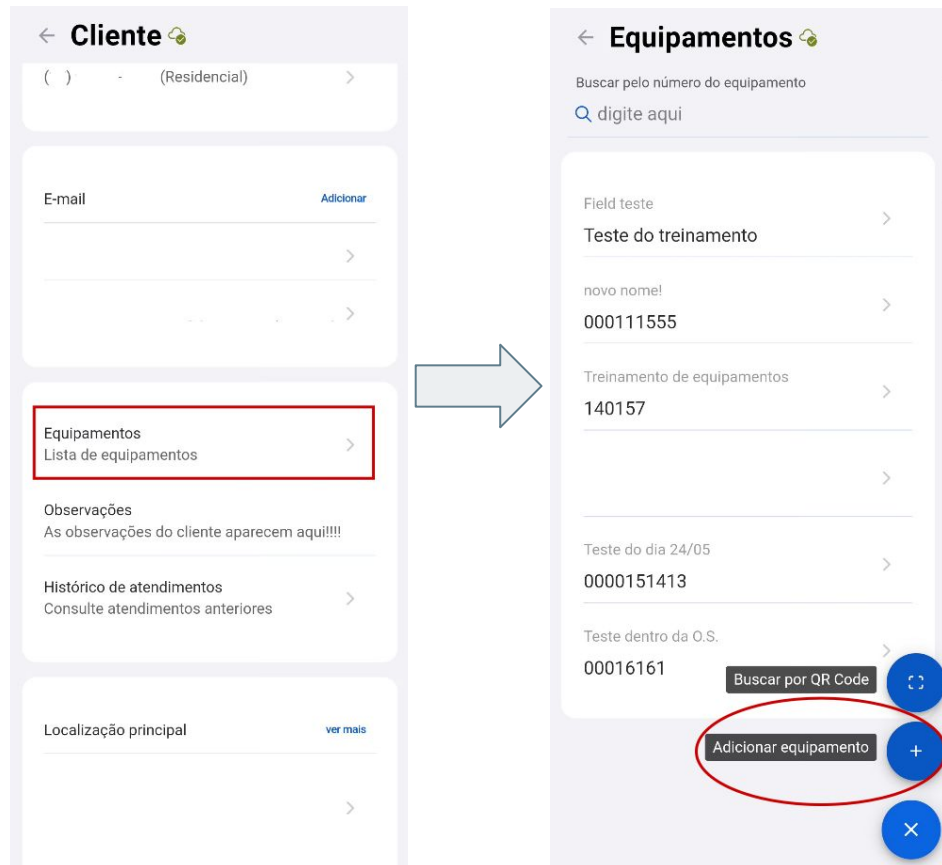 Cliente
( ) - (Residencial)
E-mail
Adicionar
Equipamentos
Lista de equipamentos
Observações
As observações do cliente aparecem aqui!!!!
Histórico de atendimentos
Consulte atendimentos anteriores
Localização principal
ver mais
Equipamentos
Buscar pelo número do equipamento
digite aqui
Field teste
Teste do treinamento
novo nome!
000111555
Treinamento de equipamentos
140157
Teste do dia 24/05
0000151413
Teste dentro da O.S.
00016161
Buscar por QR Code
Adicionar equipamento